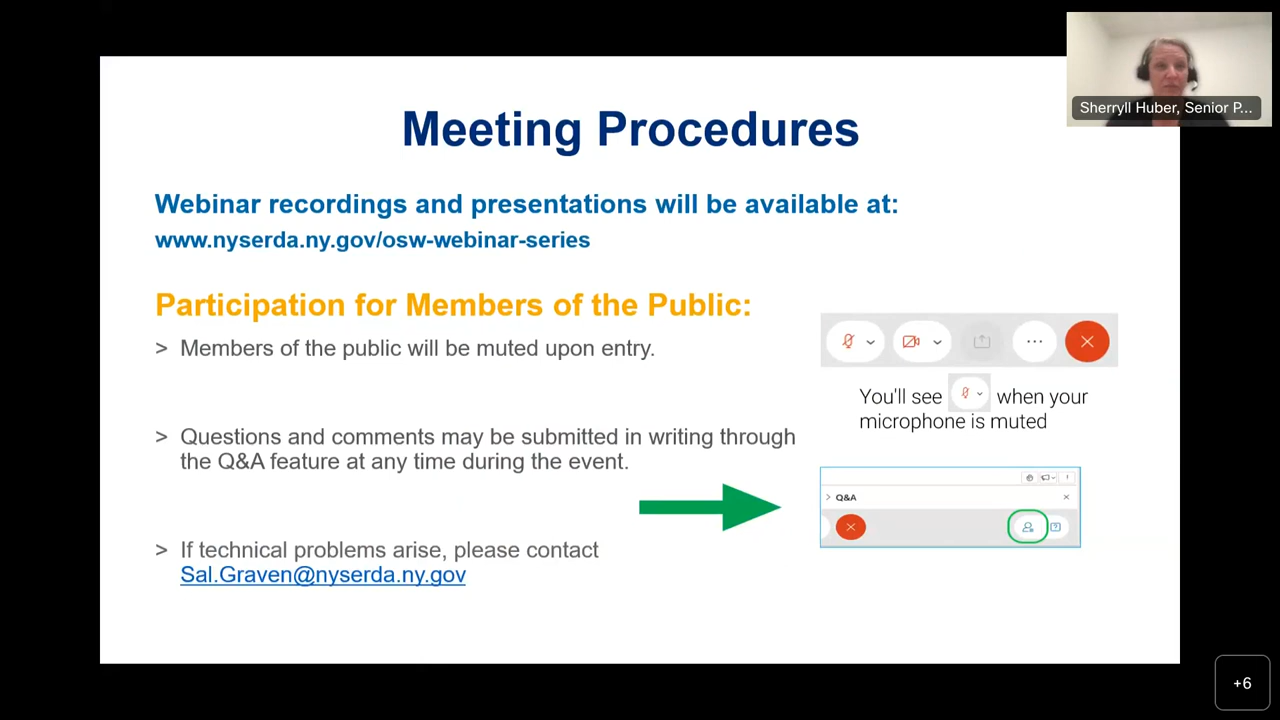 Sherryll Huber, Senior P...
Meeting Procedures
Webinar recordings and presentations will be available at:
www.nyserda.ny.gov/osw-webinar-series
Participation for Members of the Public:
> Members of the public will be muted upon entry.
You'll see when your
microphone is muted
> Questions and comments may be submitted in writing through
the Q&A feature at any time during the event.
> Q&A
> If technical problems arise, please contact
Sal.Graven@nyserda.ny.gov
+6